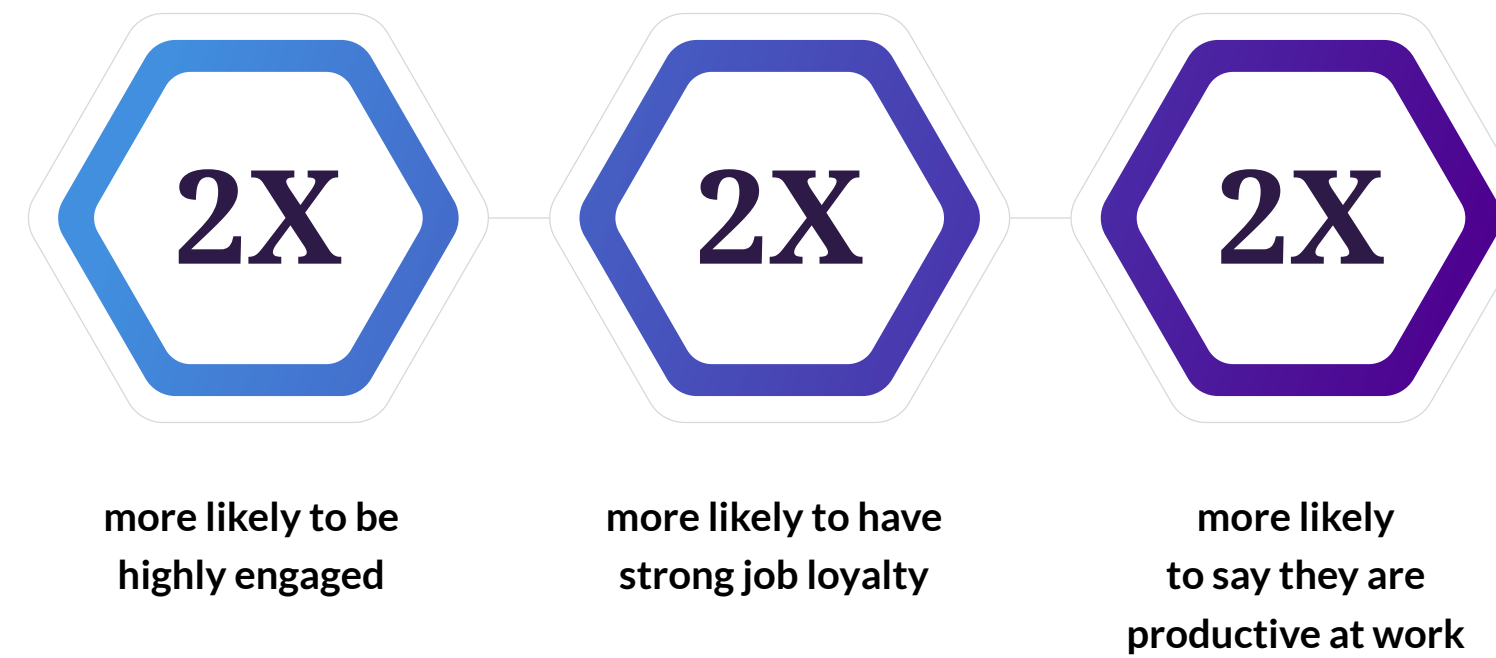 2X
more likely to be
highly engaged
2X
more likely to have
strong job loyalty
2X
more likely
to say they are
productive at work